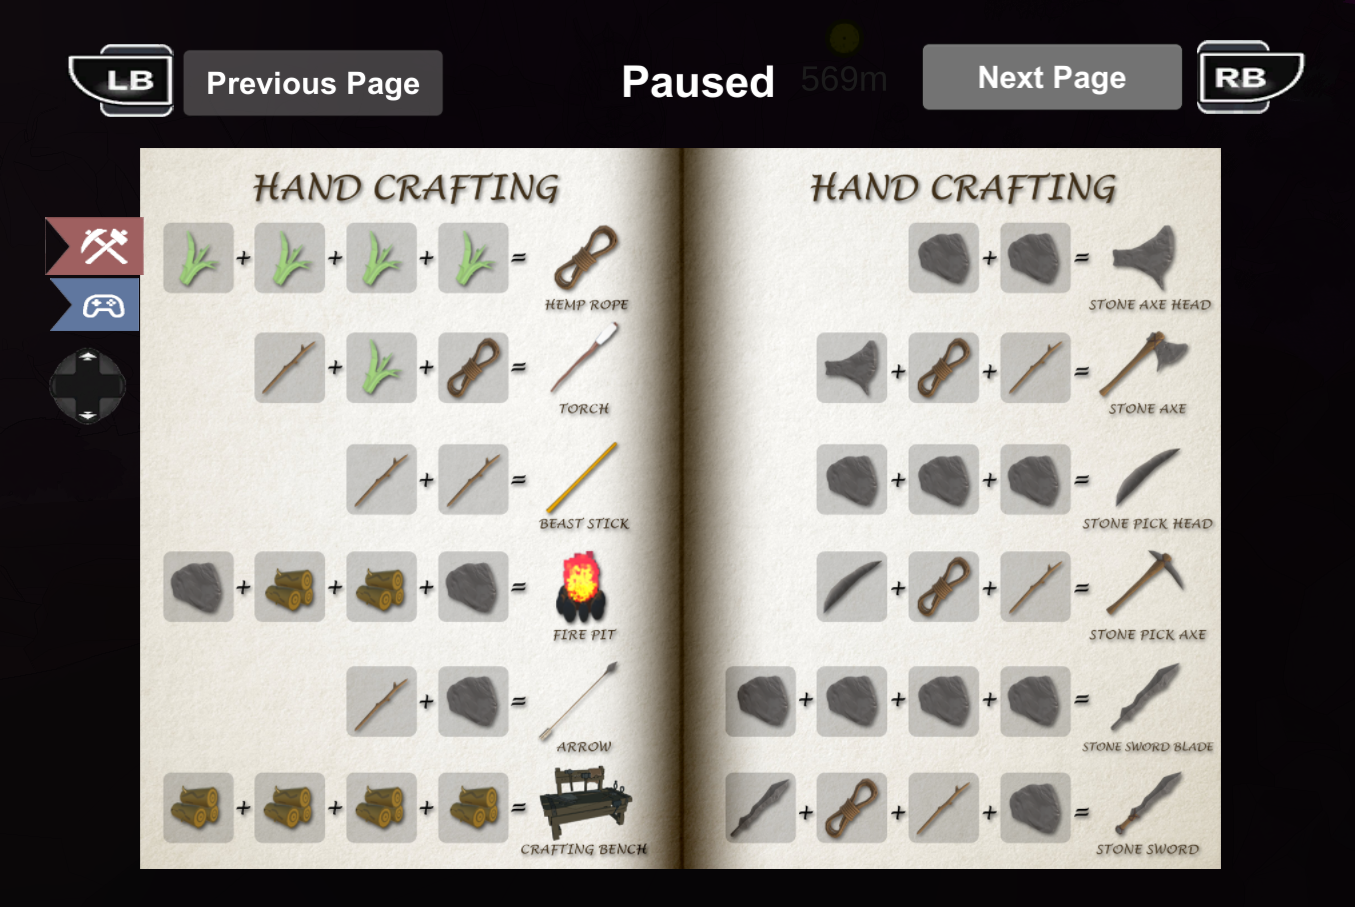 LB
Previous Page
Paused
569m
Next Page
RB
HAND CRAFTING
+ + + =
HEMP ROPE
+ + =
TORCH
+ =
BEAST STICK
+ + + =
FIRE PIT
+ =
ARROW
+ + + =
CRAFTING BENCH
HAND CRAFTING
+ =
STONE AXE HEAD
+ + =
STONE AXE
+ + =
STONE PICK HEAD
+ + =
STONE PICK AXE
+ + + =
STONE SWORD BLADE
+ + + =
STONE SWORD